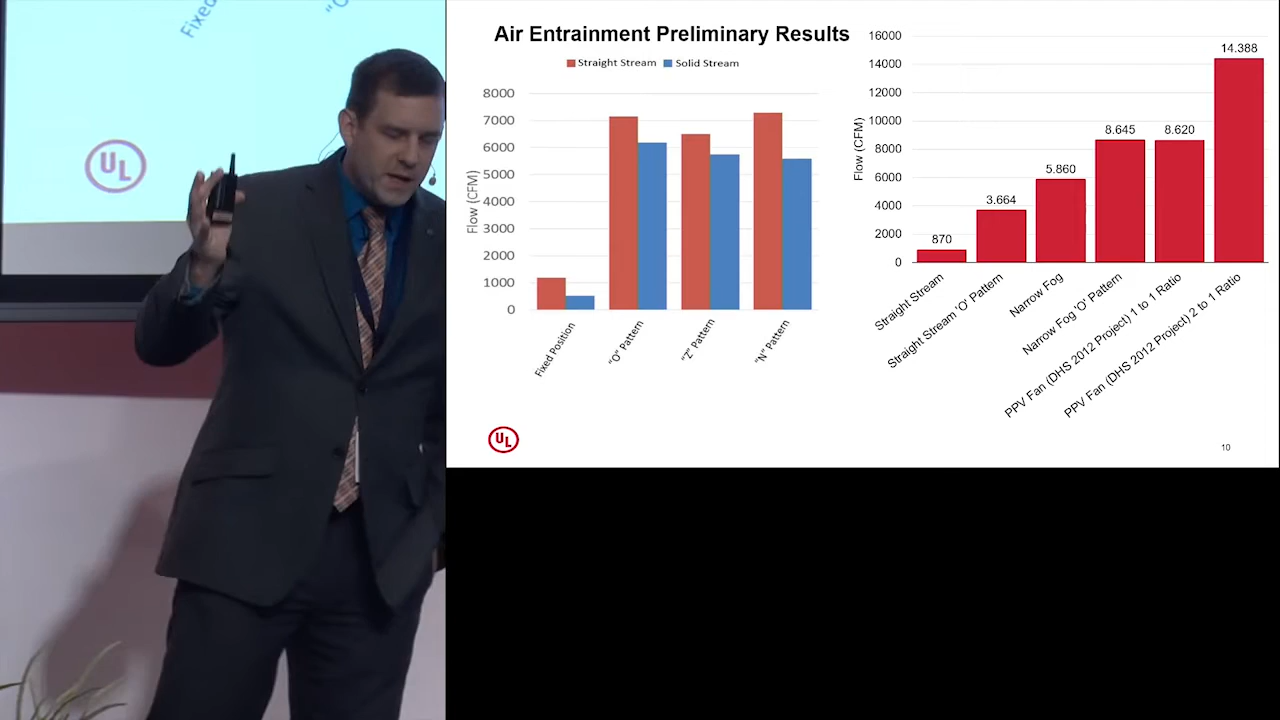 Fixed
"O
UL
Air Entrainment Preliminary Results
Straight Stream Solid Stream
8000
7000
6000
5000
4000
3000
2000
1000
0
Flow (CFM)
Fixed Position
"O" Pattern
"Z" Pattern
"N" Pattern
16000
14000
12000
10000
8000
6000
4000
2000
0
Flow (CFM)
870
3.664
5.860
8.645
8.620
14.388
Straight Stream
Straight Stream 'O' Pattern
Narrow Fog
Narrow Fog 'O' Pattern
PPV Fan (DHS 2012 Project) 1 to 1 Ratio
PPV Fan (DHS 2012 Project) 2 to 1 Ratio
UL
10